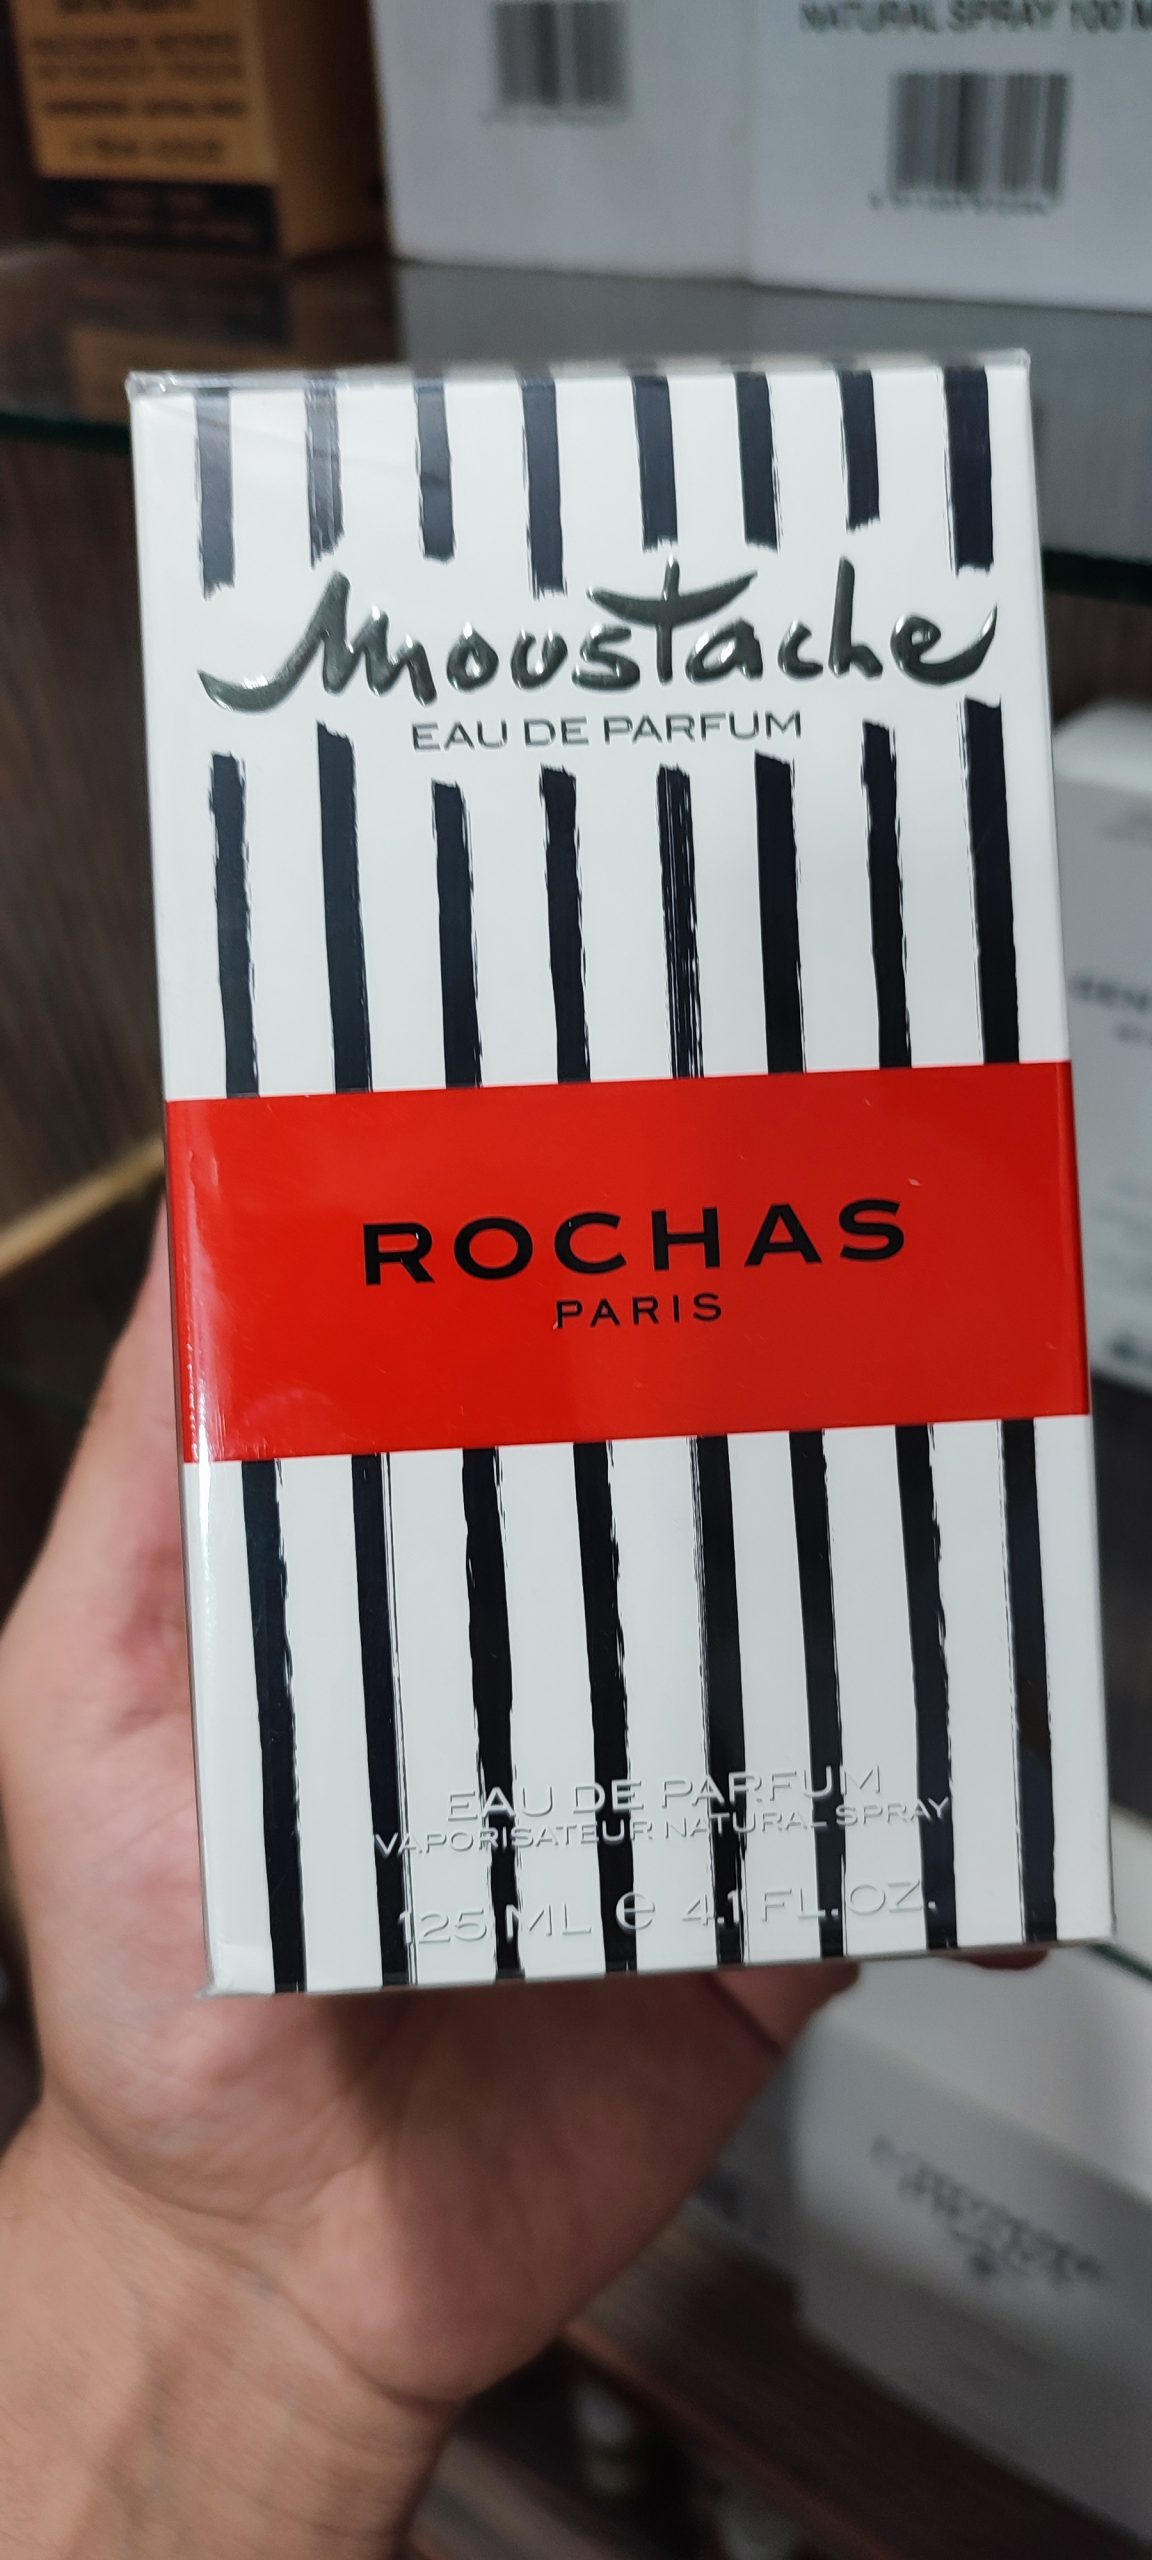 NATURAL SPRAY 100 M
Moustache
EAU DE PARFUM
ROCHAS
PARIS
EAU DE PARFUM
VAPORISATEUR NATURAL SPRAY
125 ML e 4.1 FL.OZ.